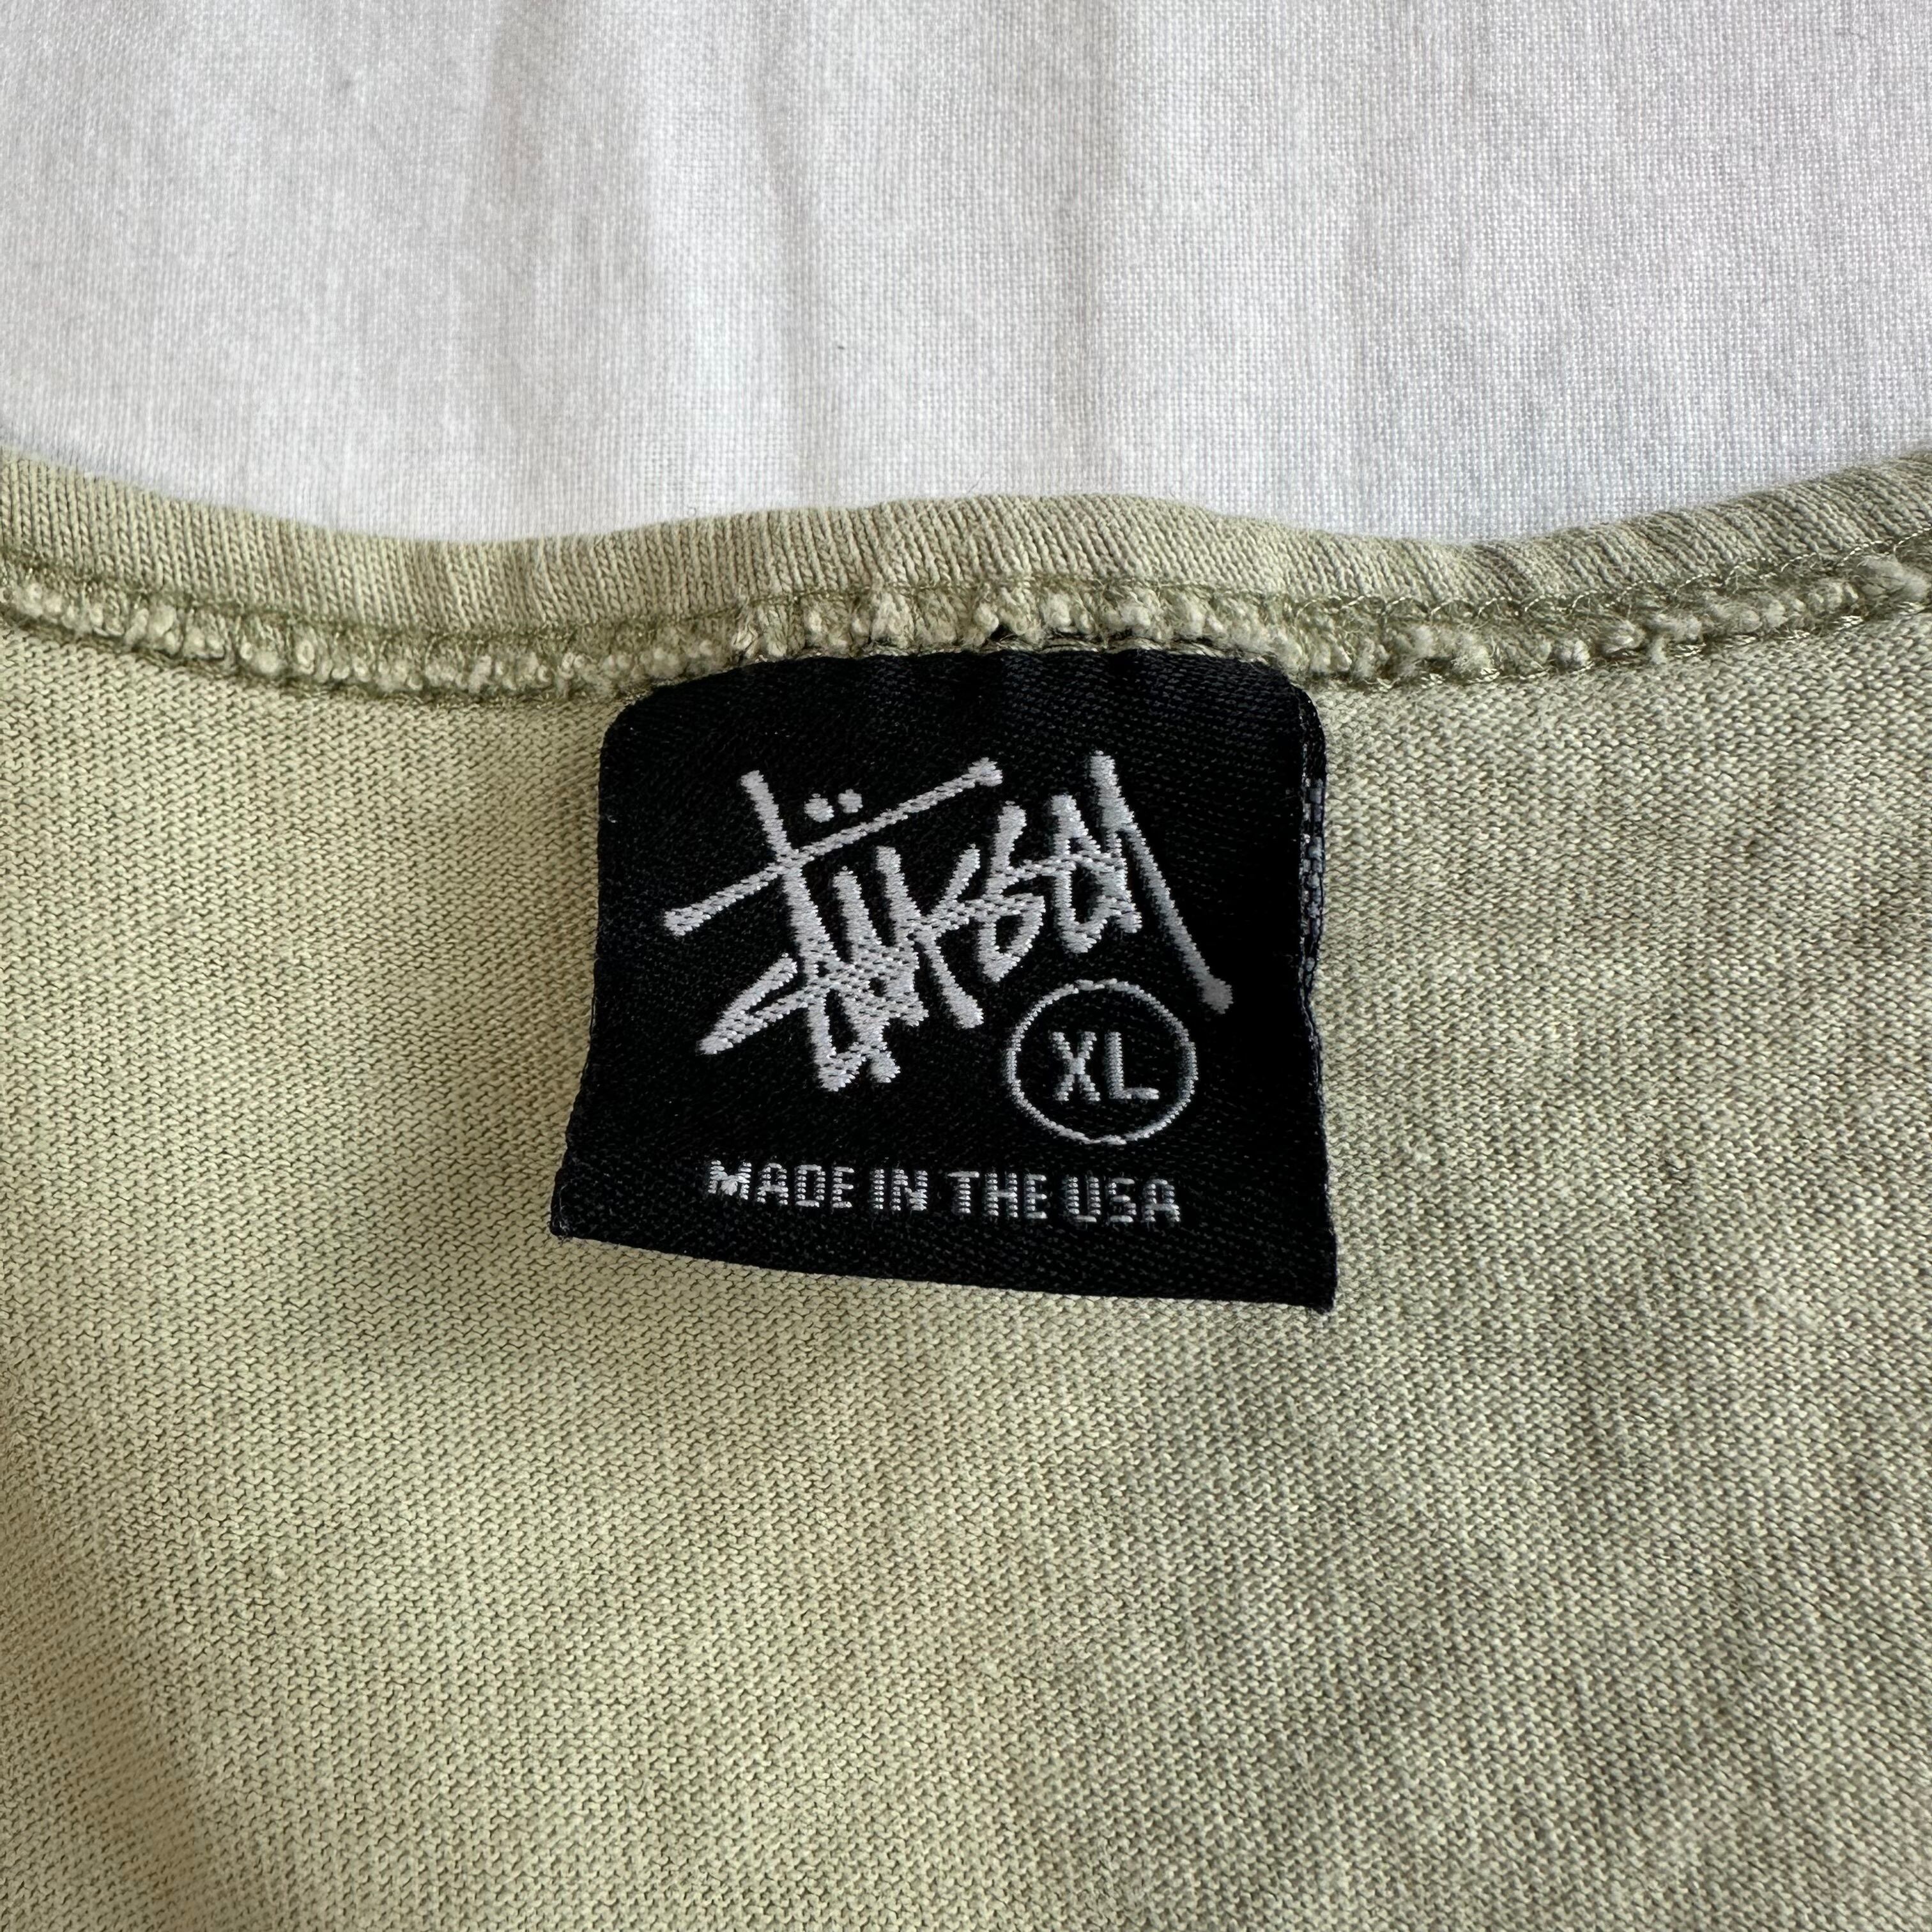 Stüssy
XL
MADE IN THE USA